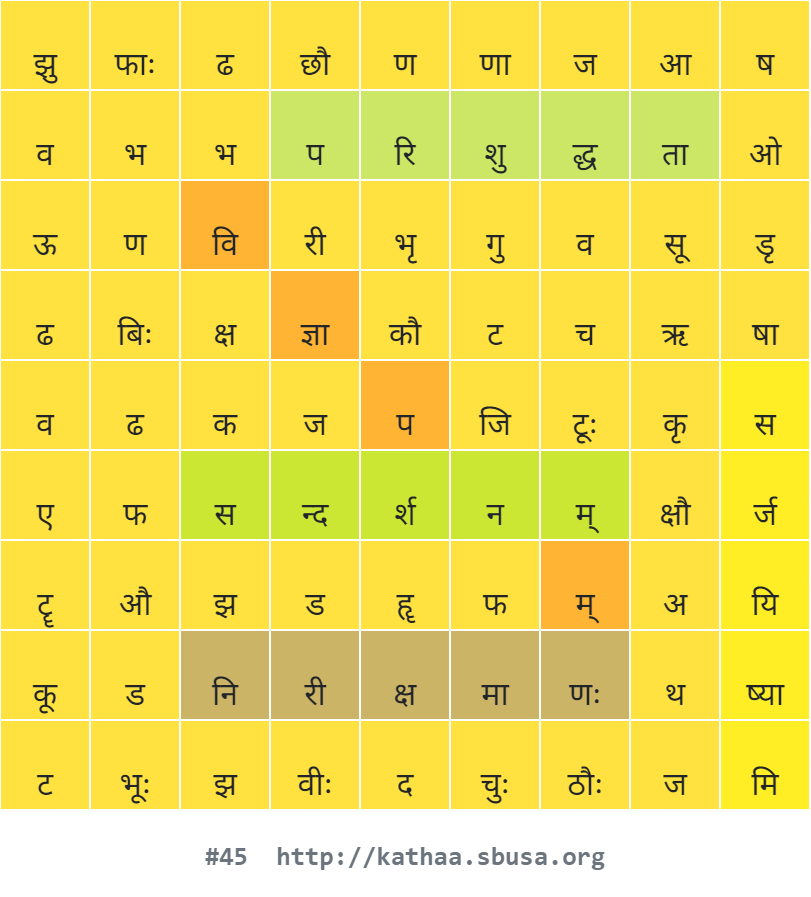 झु फाः ढ छौ ण णा ज आ ष
व भ भ प रि शु द्ध ता ओ
ऊ ण वि री भृ गु व सू डृ
ढ बिः क्ष ज्ञा कौ ट च ऋ षा
व ढ क ज प जि टूः कृ स
ए फ स न्द र्श न म् क्षौ र्ज
टॄ औ झ ड हॄ फ म् अ यि
कू ड नि री क्ष मा णः थ ष्या
ट भूः झ वीः द चुः ठौः ज मि
#45 http://kathaa.sbusa.org